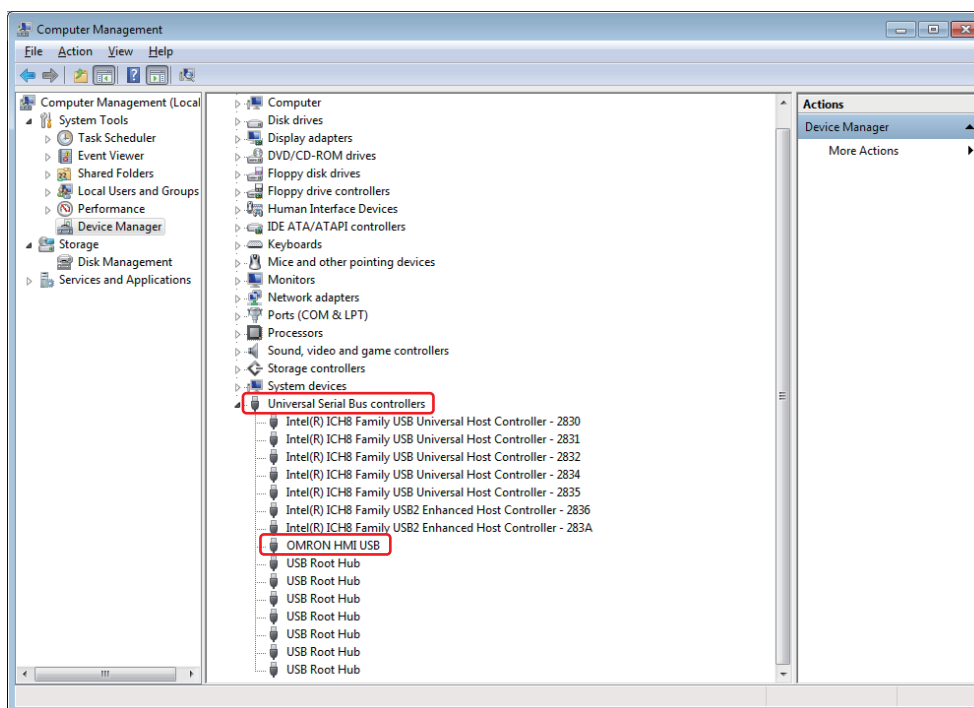 Computer Management
File Action View Help
Computer Management (Local
System Tools
Task Scheduler
Event Viewer
Shared Folders
Local Users and Groups
Performance
Device Manager
Storage
Disk Management
Services and Applications
Computer
Disk drives
Display adapters
DVD/CD-ROM drives
Floppy disk drives
Floppy drive controllers
Human Interface Devices
IDE ATA/ATAPI controllers
Keyboards
Mice and other pointing devices
Monitors
Network adapters
Ports (COM & LPT)
Processors
Sound, video and game controllers
Storage controllers
System devices
Universal Serial Bus controllers
Intel(R) ICH8 Family USB Universal Host Controller - 2830
Intel(R) ICH8 Family USB Universal Host Controller - 2831
Intel(R) ICH8 Family USB Universal Host Controller - 2832
Intel(R) ICH8 Family USB Universal Host Controller - 2834
Intel(R) ICH8 Family USB Universal Host Controller - 2835
Intel(R) ICH8 Family USB2 Enhanced Host Controller - 2836
Intel(R) ICH8 Family USB2 Enhanced Host Controller - 283A
OMRON HMI USB
USB Root Hub
USB Root Hub
USB Root Hub
USB Root Hub
USB Root Hub
USB Root Hub
USB Root Hub
Actions
Device Manager
More Actions